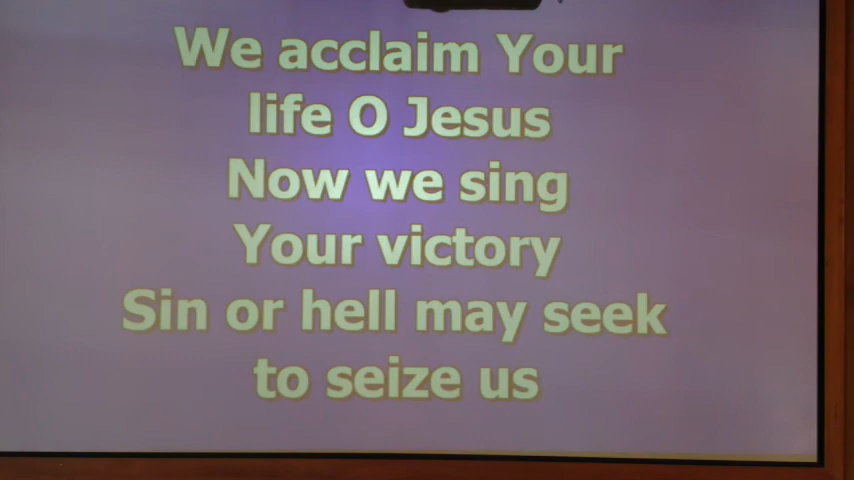 We acclaim Your
life O Jesus
Now we sing
Your victory
Sin or hell may seek
to seize us